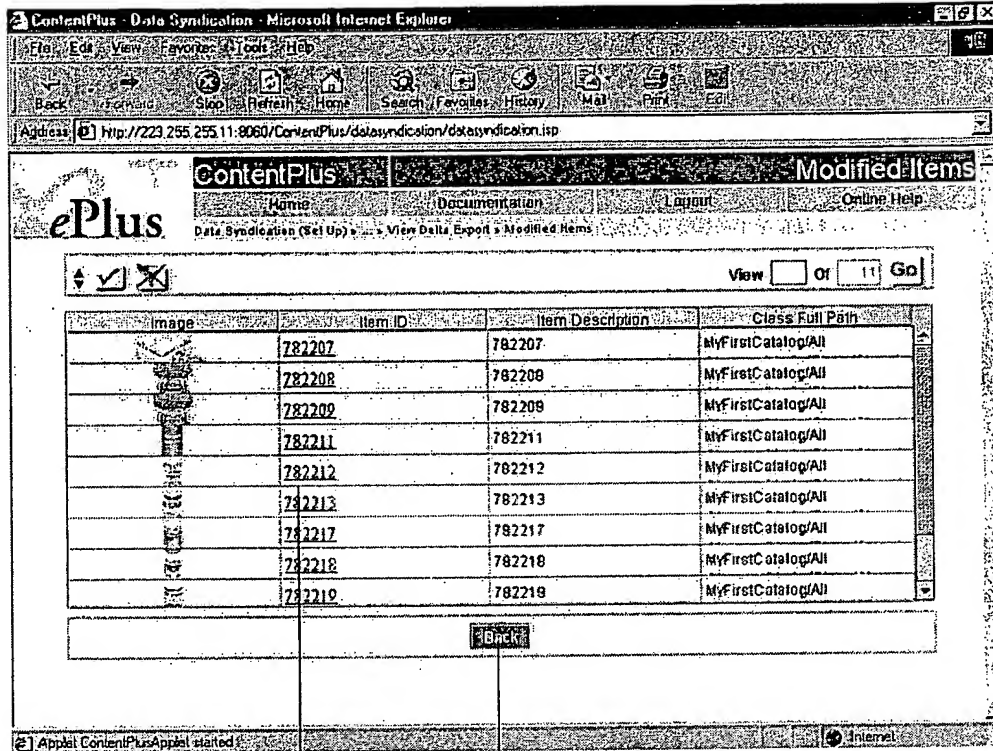 ContentPlus - Data Syndication - Microsoft Internet Explorer
File Edit View Favorites Tools Help
Back Forward Stop Refresh Home Search Favorites History Mail Print Edit
Address http://223.255.255.11:8060/ContentPlus/datasyndication/datasyndication.jsp
ePlus
ContentPlus Modified Items
Home Documentation Logout Online Help
Data Syndication (Set Up) » ... » View Delta Export » Modified Items
View Of 11 Go
Image Item ID Item Description Class Full Path
782207 782207 MyFirstCatalog/All
782208 782208 MyFirstCatalog/All
782209 782209 MyFirstCatalog/All
782211 782211 MyFirstCatalog/All
782212 782212 MyFirstCatalog/All
782213 782213 MyFirstCatalog/All
782217 782217 MyFirstCatalog/All
782218 782218 MyFirstCatalog/All
782219 782219 MyFirstCatalog/All
Back
Applet ContentPlusApplet started
Internet